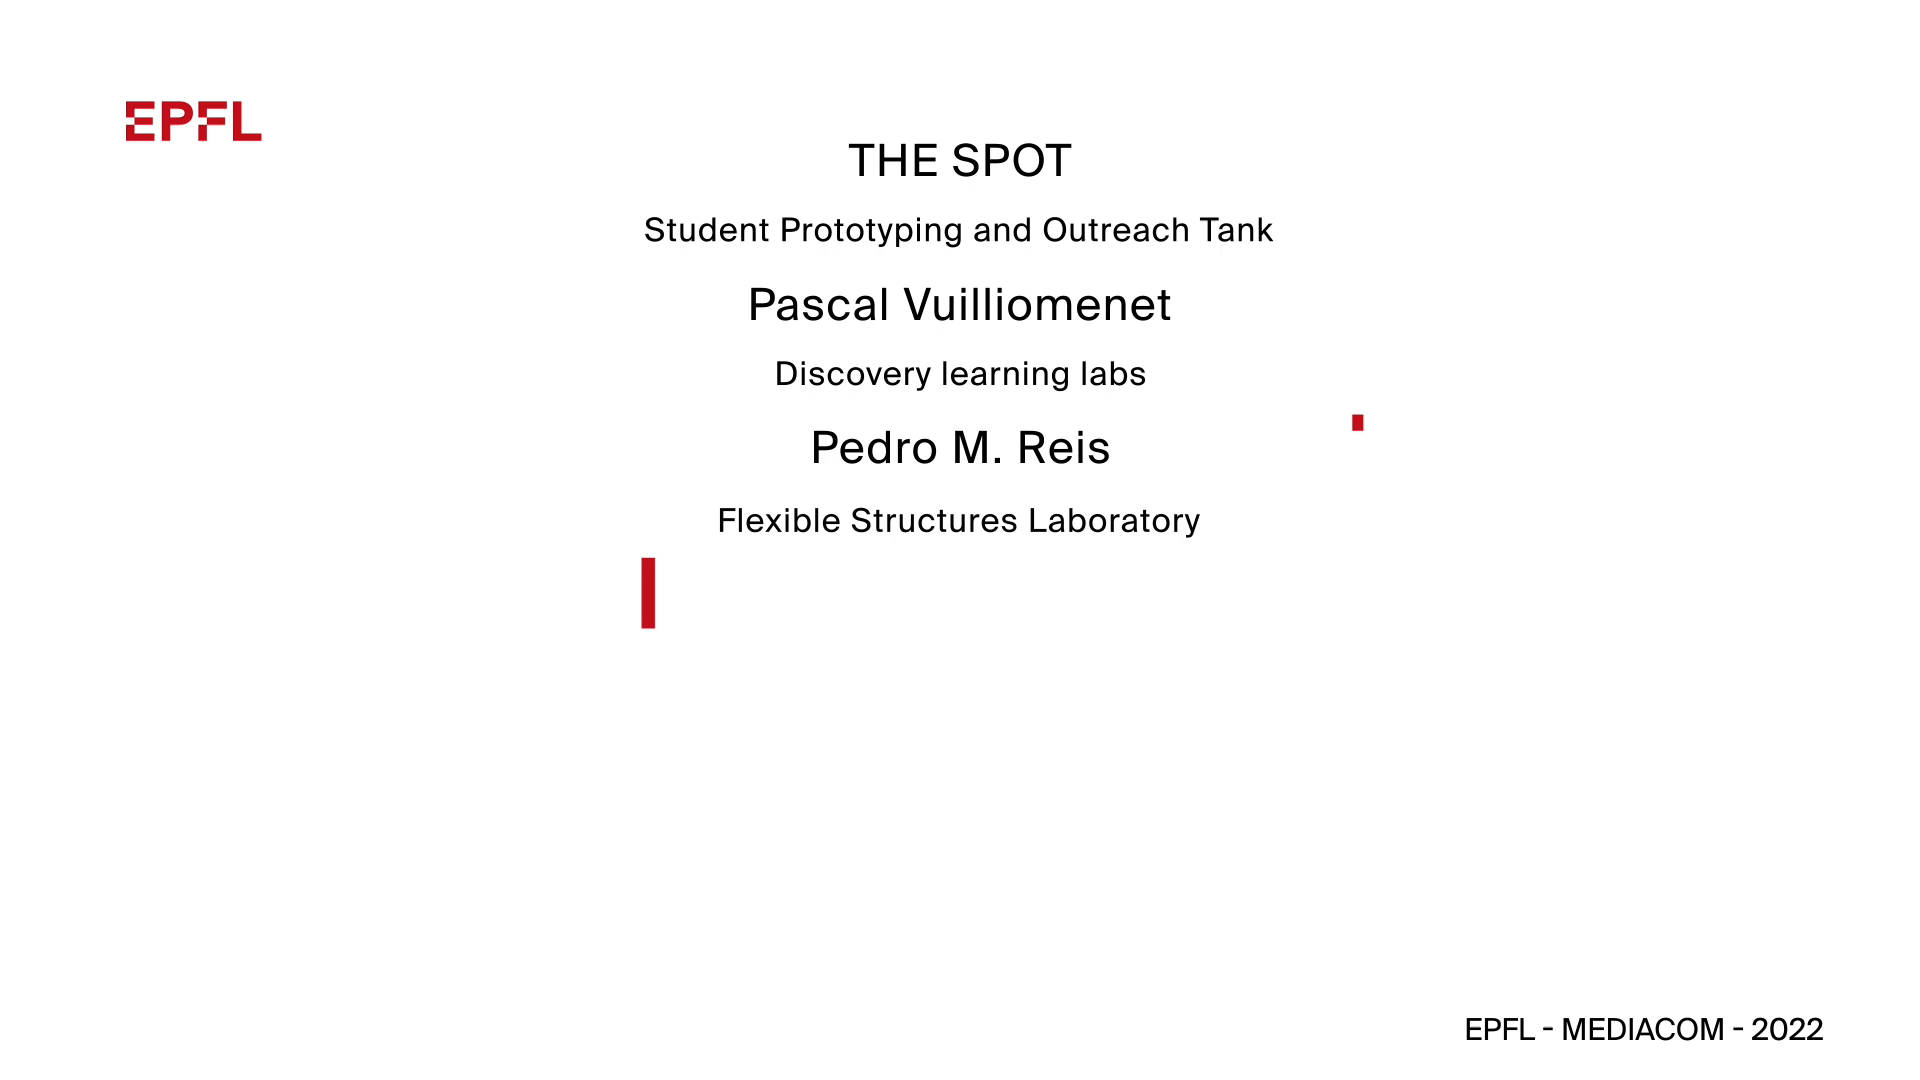 EPFL
THE SPOT
Student Prototyping and Outreach Tank
Pascal Vuilliomenet
Discovery learning labs
Pedro M. Reis
Flexible Structures Laboratory
EPFL - MEDIACOM - 2022